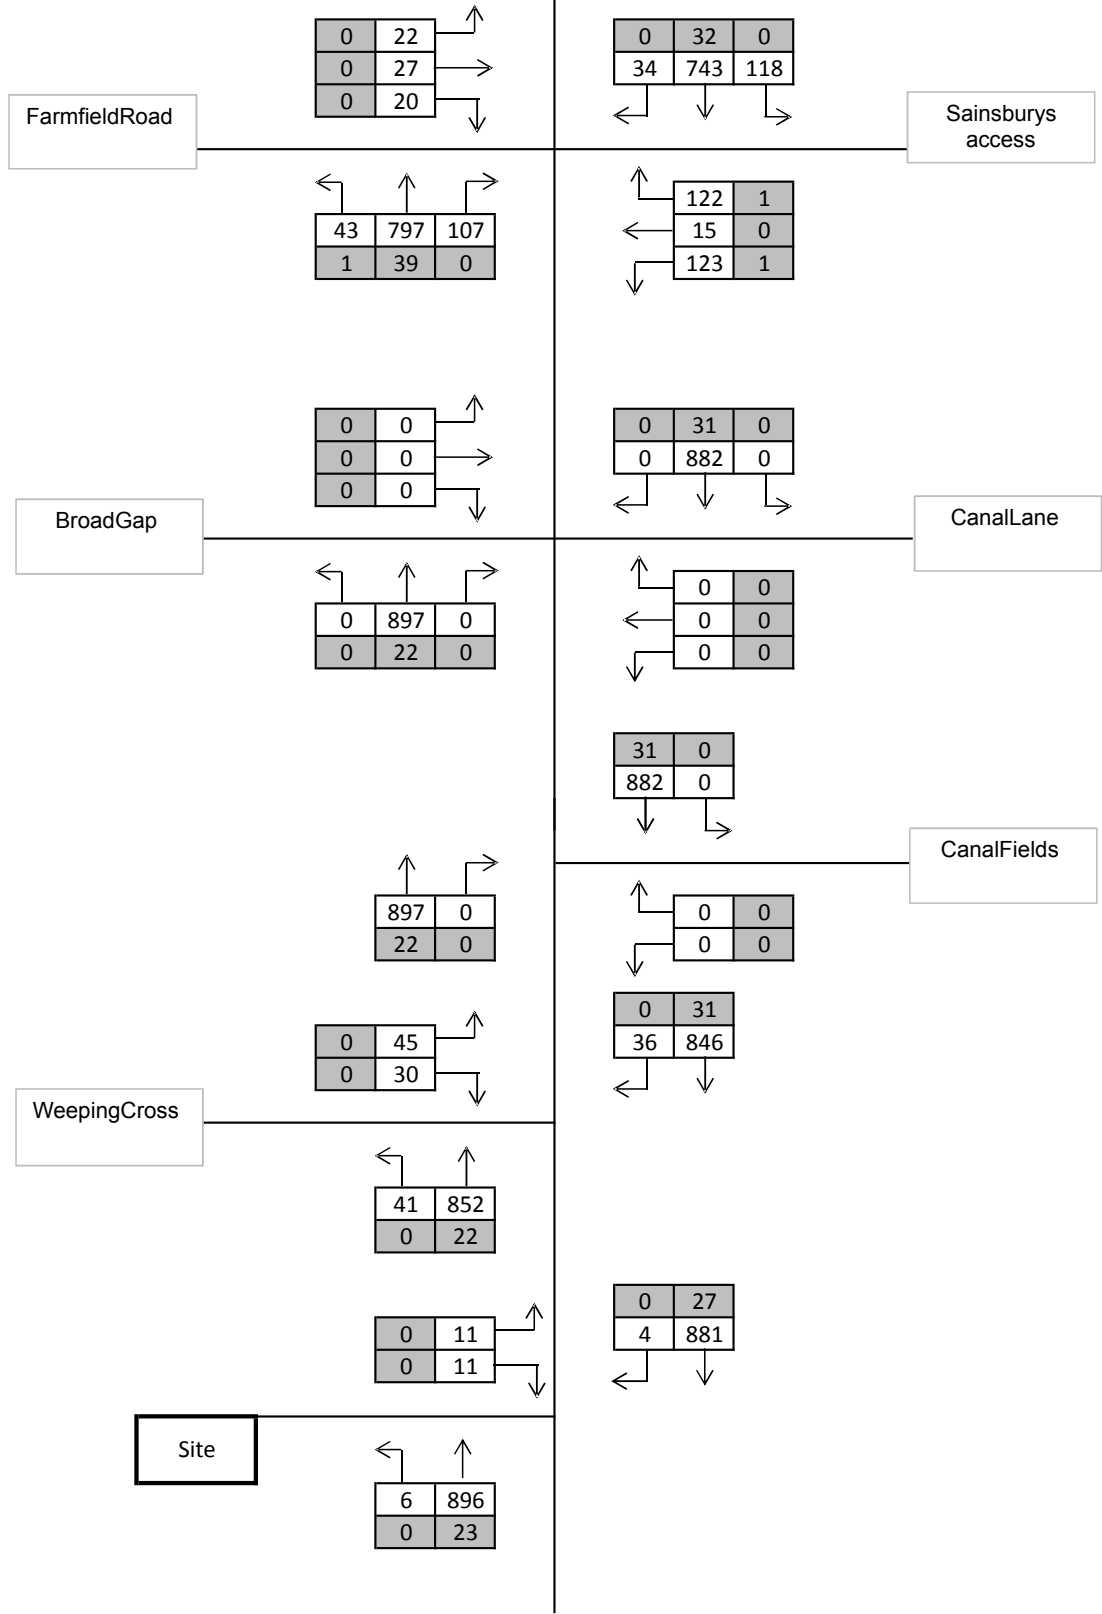 0 22
0 27
0 20
0 32 0
34 743 118
FarmfieldRoad
Sainsburys
access
43 797 107
1 39 0
122 1
15 0
123 1
0 0
0 0
0 0
0 31 0
0 882 0
BroadGap
CanalLane
0 897 0
0 22 0
0 0
0 0
0 0
31 0
882 0
CanalFields
897 0
22 0
0 0
0 0
0 45
0 30
0 31
36 846
WeepingCross
41 852
0 22
0 11
0 11
0 27
4 881
Site
6 896
0 23